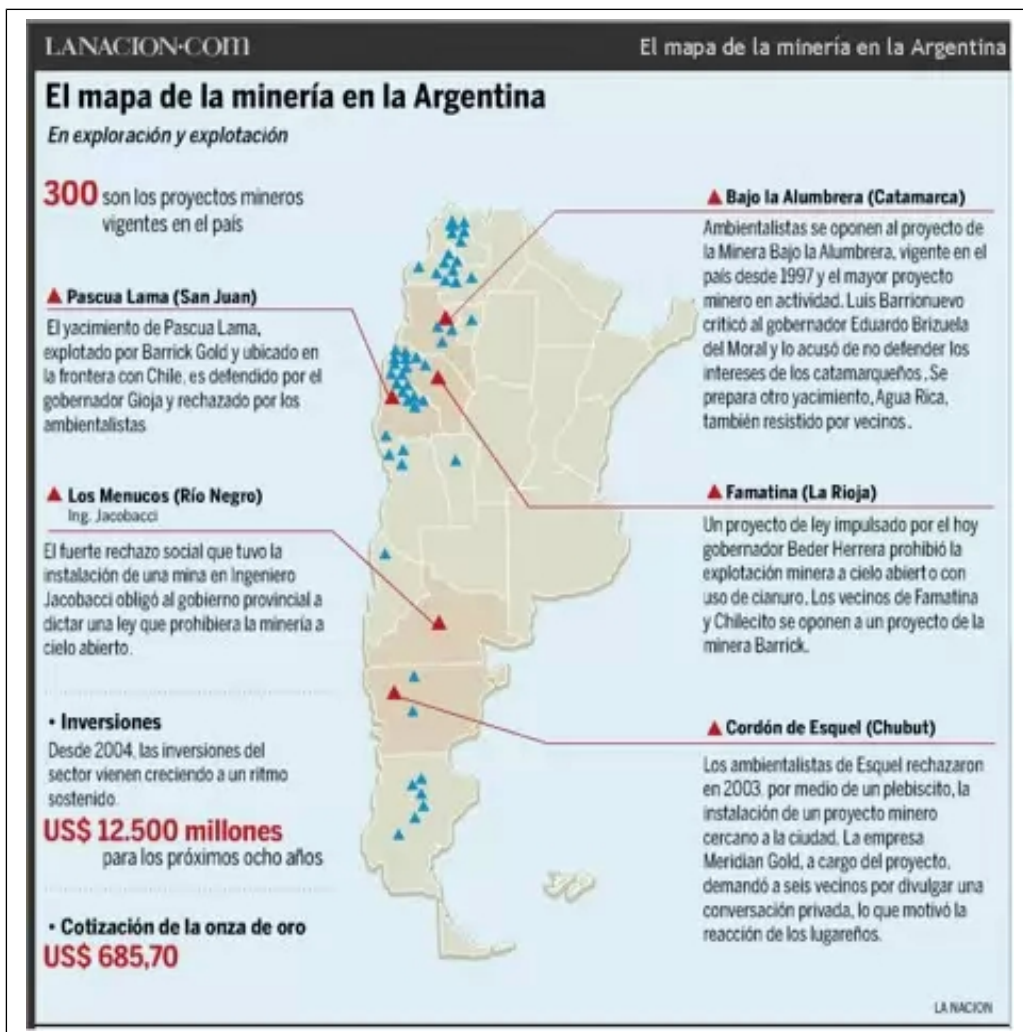 LANACION.COM
El mapa de la minería en la Argentina
El mapa de la minería en la Argentina
En exploración y explotación
300 son los proyectos mineros
vigentes en el país
Pascua Lama (San Juan)
El yacimiento de Pascua Lama,
explotado por Barrick Gold y ubicado en
la frontera con Chile, es defendido por el
gobernador Gioja y rechazado por los
ambientalistas
Los Menucos (Río Negro)
Ing. Jacobacci
El fuerte rechazo social que tuvo la
instalación de una mina en Ingeniero
Jacobacci obligó al gobierno provincial a
dictar una ley que prohibiera la minería a
cielo abierto.
• Inversiones
Desde 2004, las inversiones del
sector vienen creciendo a un ritmo
sostenido.
US$ 12.500 millones
para los próximos ocho años
• Cotización de la onza de oro
US$ 685,70
Bajo la Alumbrera (Catamarca)
Ambientalistas se oponen al proyecto de
la Minera Bajo la Alumbrera, vigente en el
país desde 1997 y el mayor proyecto
minero en actividad. Luis Barrionuevo
criticó al gobernador Eduardo Brizuela
del Moral y lo acusó de no defender los
intereses de los catamarqueños. Se
prepara otro yacimiento, Agua Rica,
también resistido por vecinos.
Famatina (La Rioja)
Un proyecto de ley impulsado por el hoy
gobernador Beder Herrera prohibió la
explotación minera a cielo abierto con
uso de cianuro. Los vecinos de Famatina
y Chilecito se oponen a un proyecto de la
minera Barrick.
Cordón de Esquel (Chubut)
Los ambientalistas de Esquel rechazaron
en 2003, por medio de un plebiscito, la
instalación de un proyecto minero
cercano a la ciudad. La empresa
Meridian Gold, a cargo del proyecto,
demandó a seis vecinos por divulgar una
conversación privada, lo que motivó la
reacción de los lugareños.
LA NACION